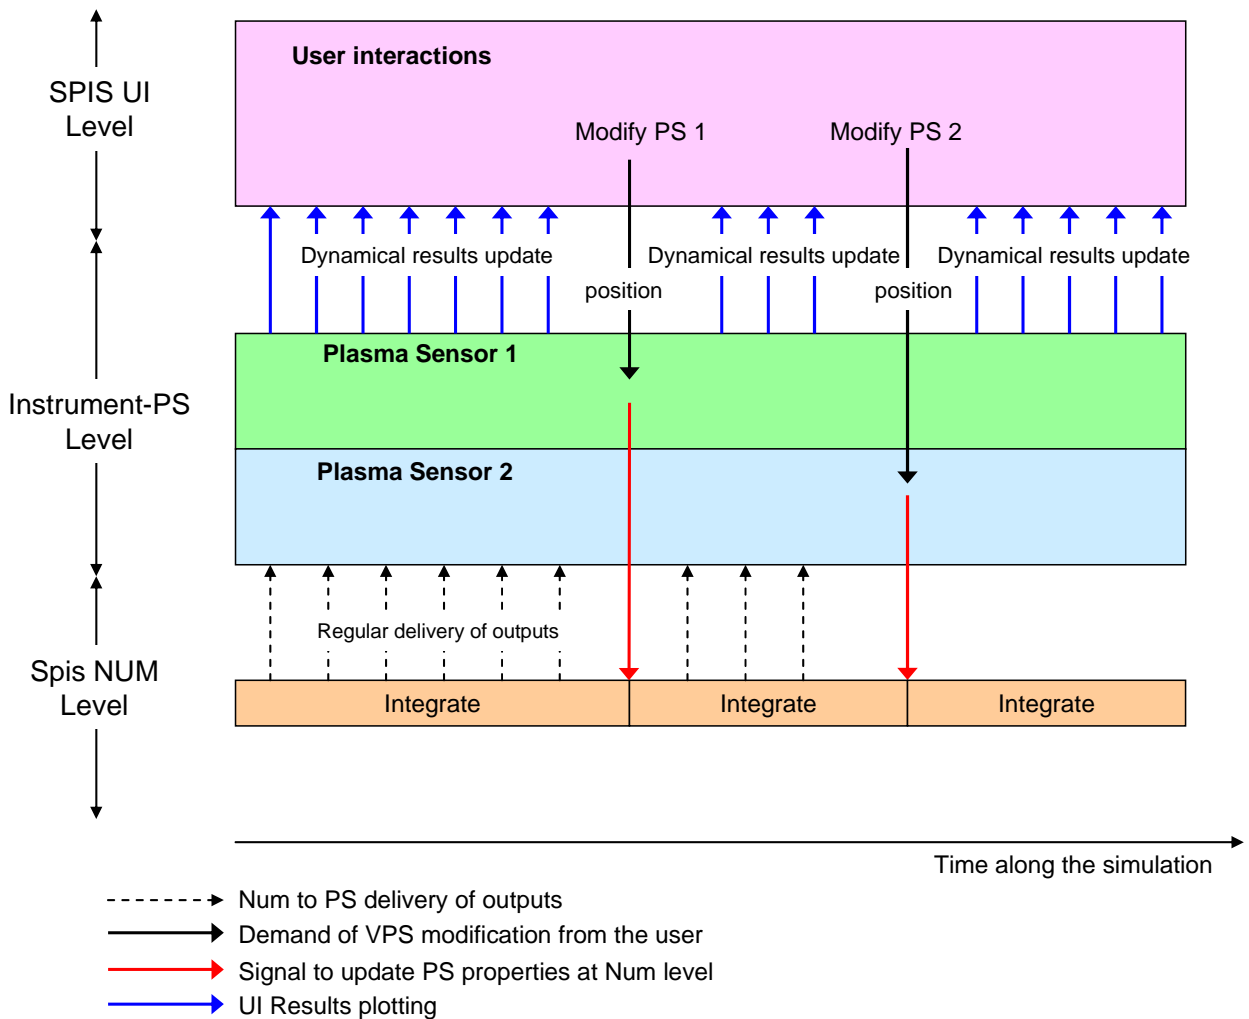 User interactions
SPIS UI
Level
Modify PS 1
Modify PS 2
Dynamical results update
Dynamical results update
Dynamical results update
position
position
Plasma Sensor 1
Instrument-PS
Level
Plasma Sensor 2
Regular delivery of outputs
Spis NUM
Level
Integrate
Integrate
Integrate
Time along the simulation
Num to PS delivery of outputs
Demand of VPS modification from the user
Signal to update PS properties at Num level
UI Results plotting